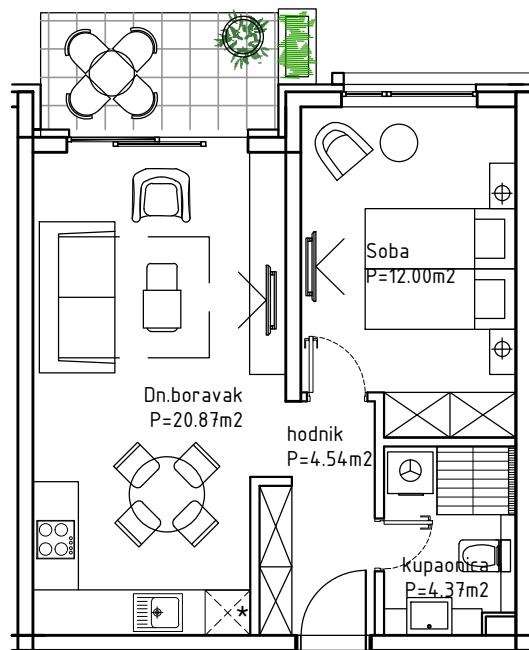 Soba
P=12.00m2
Dn.boravak
P=20.87m2
hodnik
P=4.54m2
kupaonica
P=4.37m2
*